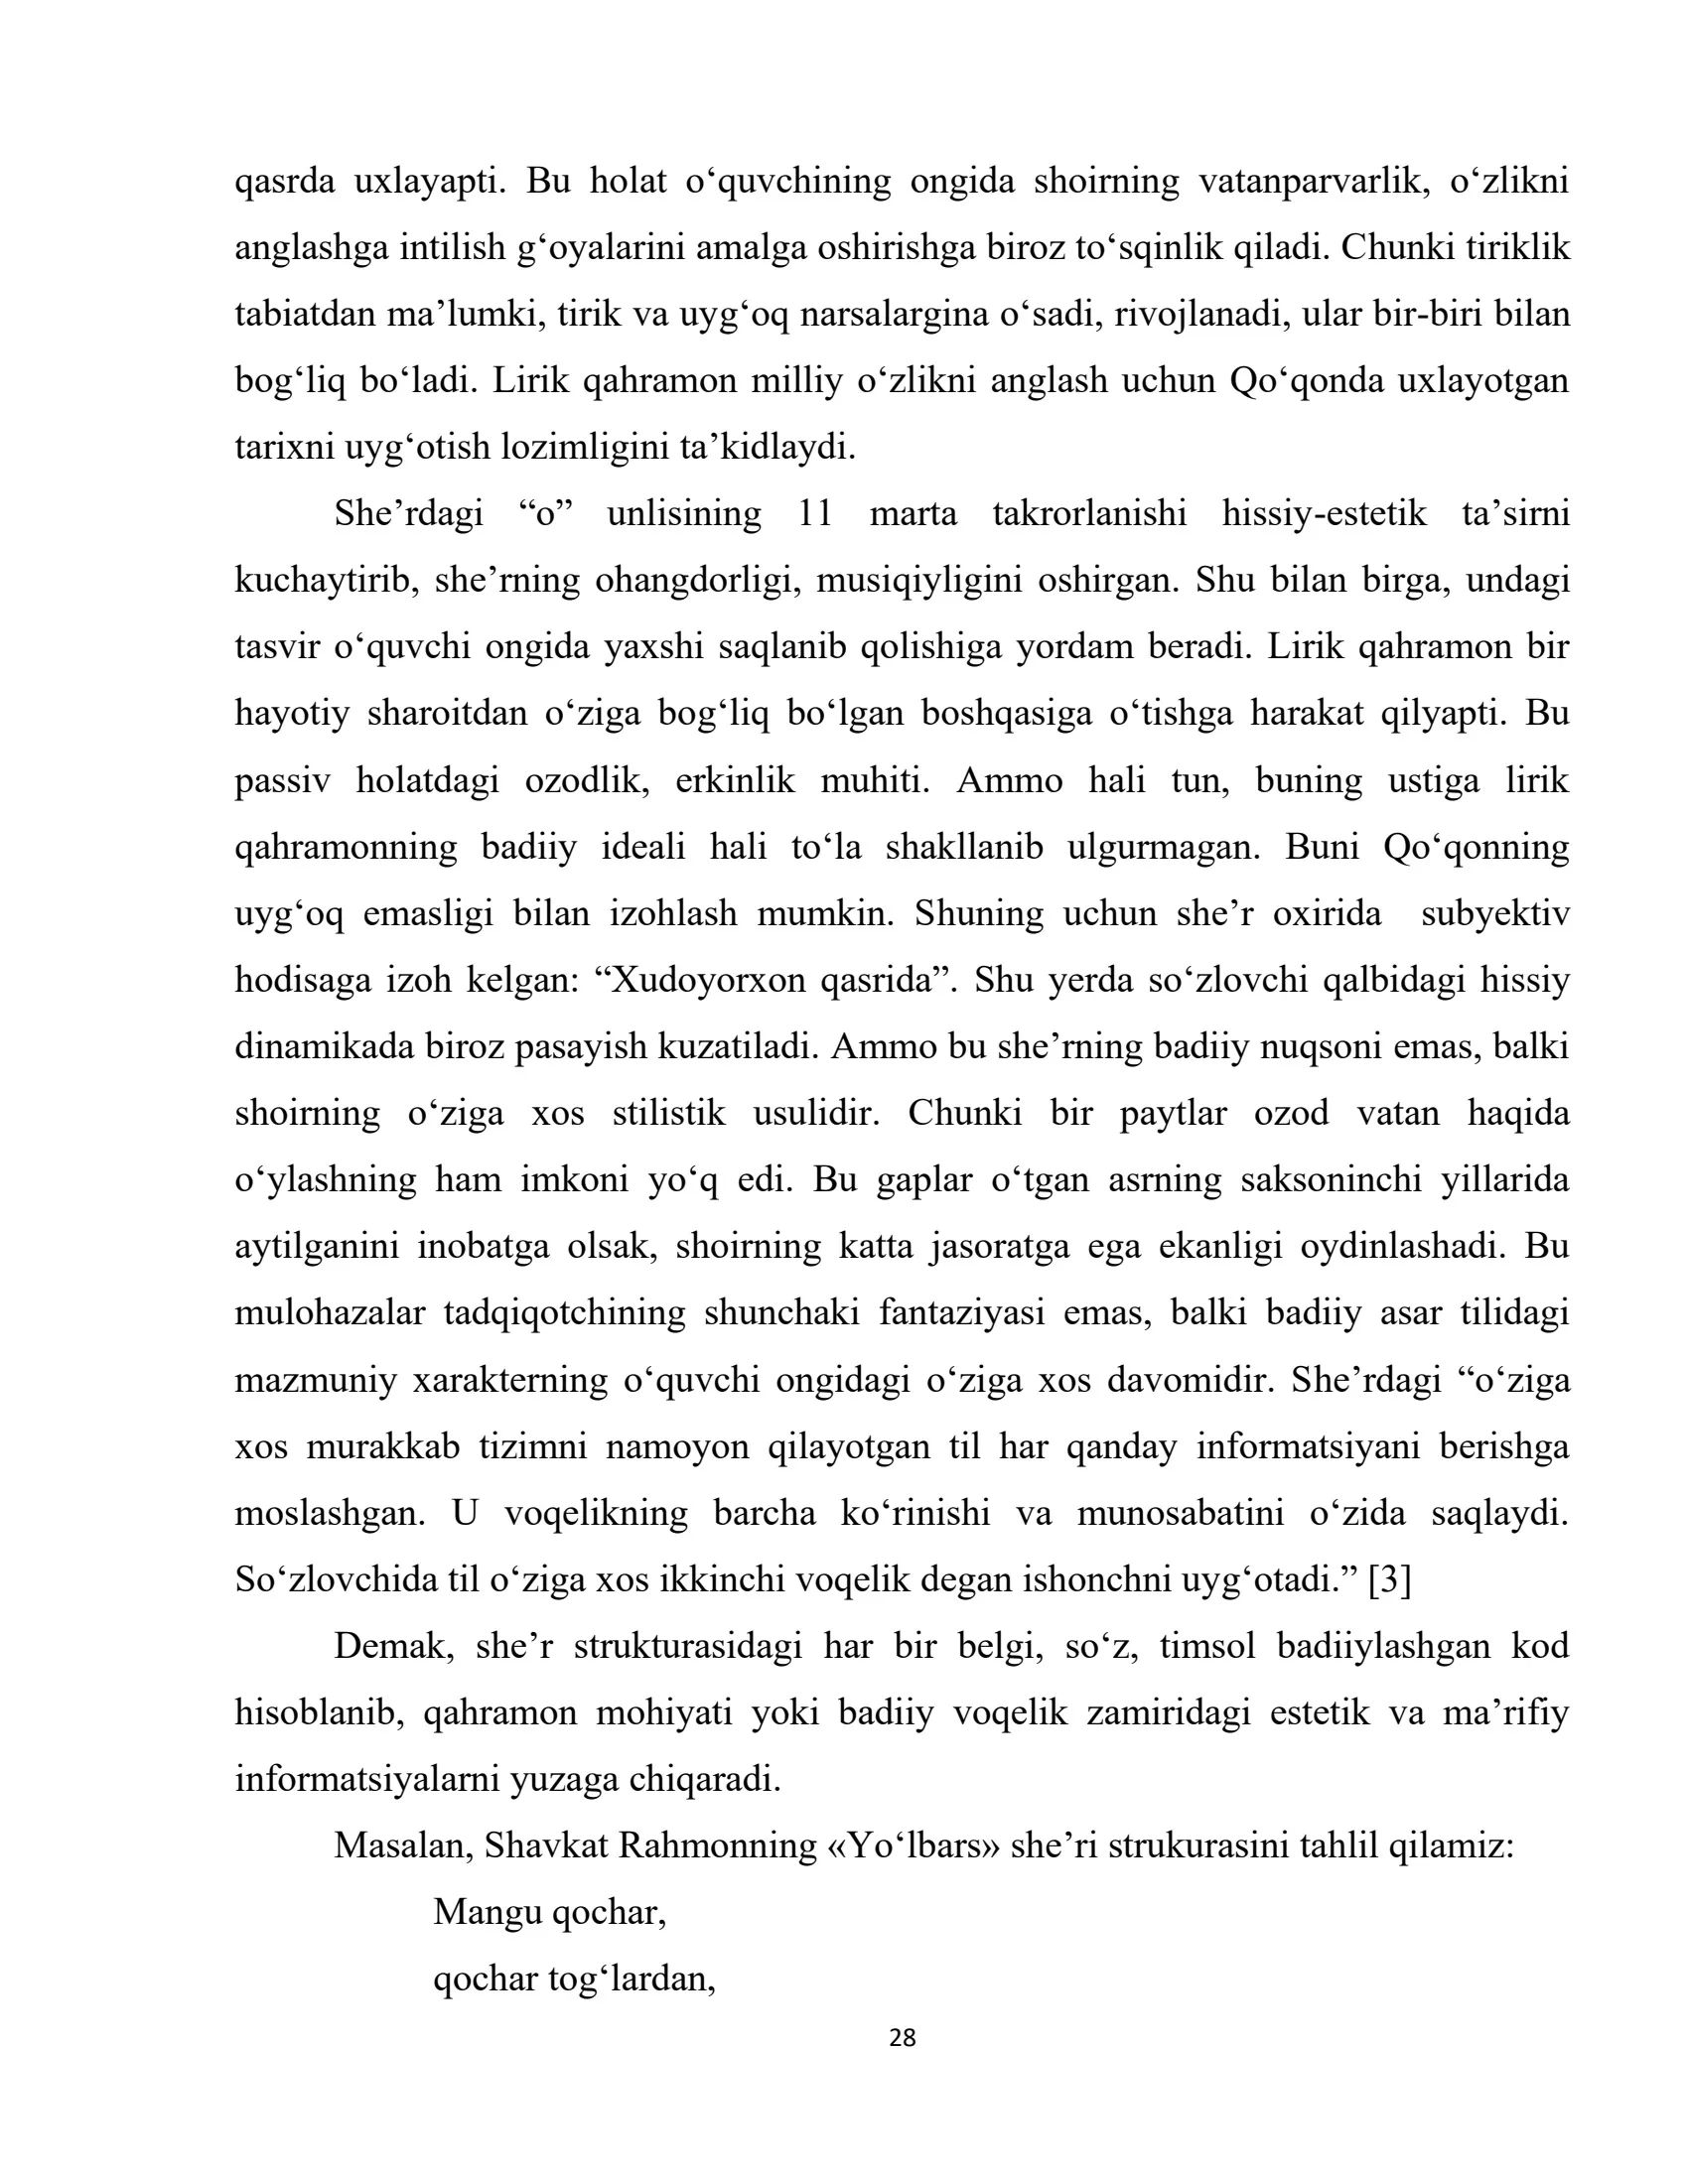 qasrda uxlayapti. Bu holat o‘quvchining ongida shoirning vatanparvarlik, o‘zlikni
anglashga intilish g‘oyalarini amalga oshirishga biroz to‘sqinlik qiladi. Chunki tiriklik
tabiatdan ma’lumki, tirik va uyg‘oq narsalargina o‘sadi, rivojlanadi, ular bir-biri bilan
bog‘liq bo‘ladi. Lirik qahramon milliy o‘zlikni anglash uchun Qo‘qonda uxlayotgan
tarixni uyg‘otish lozimligini ta’kidlaydi.
She’rdagi “o” unlisining 11 marta takrorlanishi hissiy-estetik ta’sirni
kuchaytirib, she’rning ohangdorligi, musiqiyligini oshirgan. Shu bilan birga, undagi
tasvir o‘quvchi ongida yaxshi saqlanib qolishiga yordam beradi. Lirik qahramon bir
hayotiy sharoitdan o‘ziga bog‘liq bo‘lgan boshqasiga o‘tishga harakat qilyapti. Bu
passiv holatdagi ozodlik, erkinlik muhiti. Ammo hali tun, buning ustiga lirik
qahramonning badiiy ideali hali to‘la shakllanib ulgurmagan. Buni Qo‘qonning
uyg‘oq emasligi bilan izohlash mumkin. Shuning uchun she’r oxirida subyektiv
hodisaga izoh kelgan: “Xudoyorxon qasrida”. Shu yerda so‘zlovchi qalbidagi hissiy
dinamikada biroz pasayish kuzatiladi. Ammo bu she’rning badiiy nuqsoni emas, balki
shoirning o‘ziga xos stilistik usulidir. Chunki bir paytlar ozod vatan haqida
o‘ylashning ham imkoni yo‘q edi. Bu gaplar o‘tgan asrning saksoninchi yillarida
aytilganini inobatga olsak, shoirning katta jasoratga ega ekanligi oydinlashadi. Bu
mulohazalar tadqiqotchining shunchaki fantaziyasi emas, balki badiiy asar tilidagi
mazmuniy xarakterning o‘quvchi ongidagi o‘ziga xos davomidir. She’rdagi “o‘ziga
xos murakkab tizimni namoyon qilayotgan til har qanday informatsiyani berishga
moslashgan. U voqelikning barcha ko‘rinishi va munosabatini o‘zida saqlaydi.
So‘zlovchida til o‘ziga xos ikkinchi voqelik degan ishonchni uyg‘otadi.” [3]
Demak, she’r strukturasidagi har bir belgi, so‘z, timsol badiiylashgan kod
hisoblanib, qahramon mohiyati yoki badiiy voqelik zamiridagi estetik va ma’rifiy
informatsiyalarni yuzaga chiqaradi.
Masalan, Shavkat Rahmonning «Yo‘lbars» she’ri strukurasini tahlil qilamiz:
Mangu qochar,
qochar tog‘lardan,
28